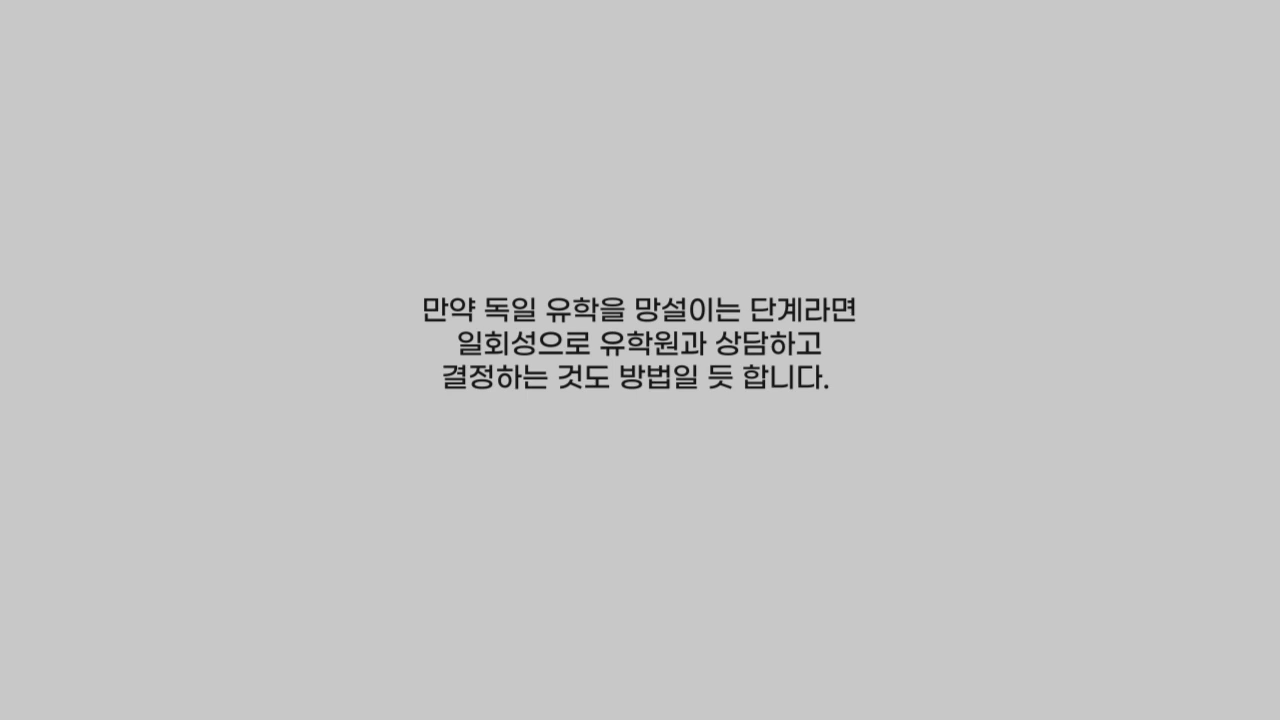 만약 독일 유학을 망설이는 단계라면
일회성으로 유학원과 상담하고
결정하는 것도 방법일 듯 합니다.